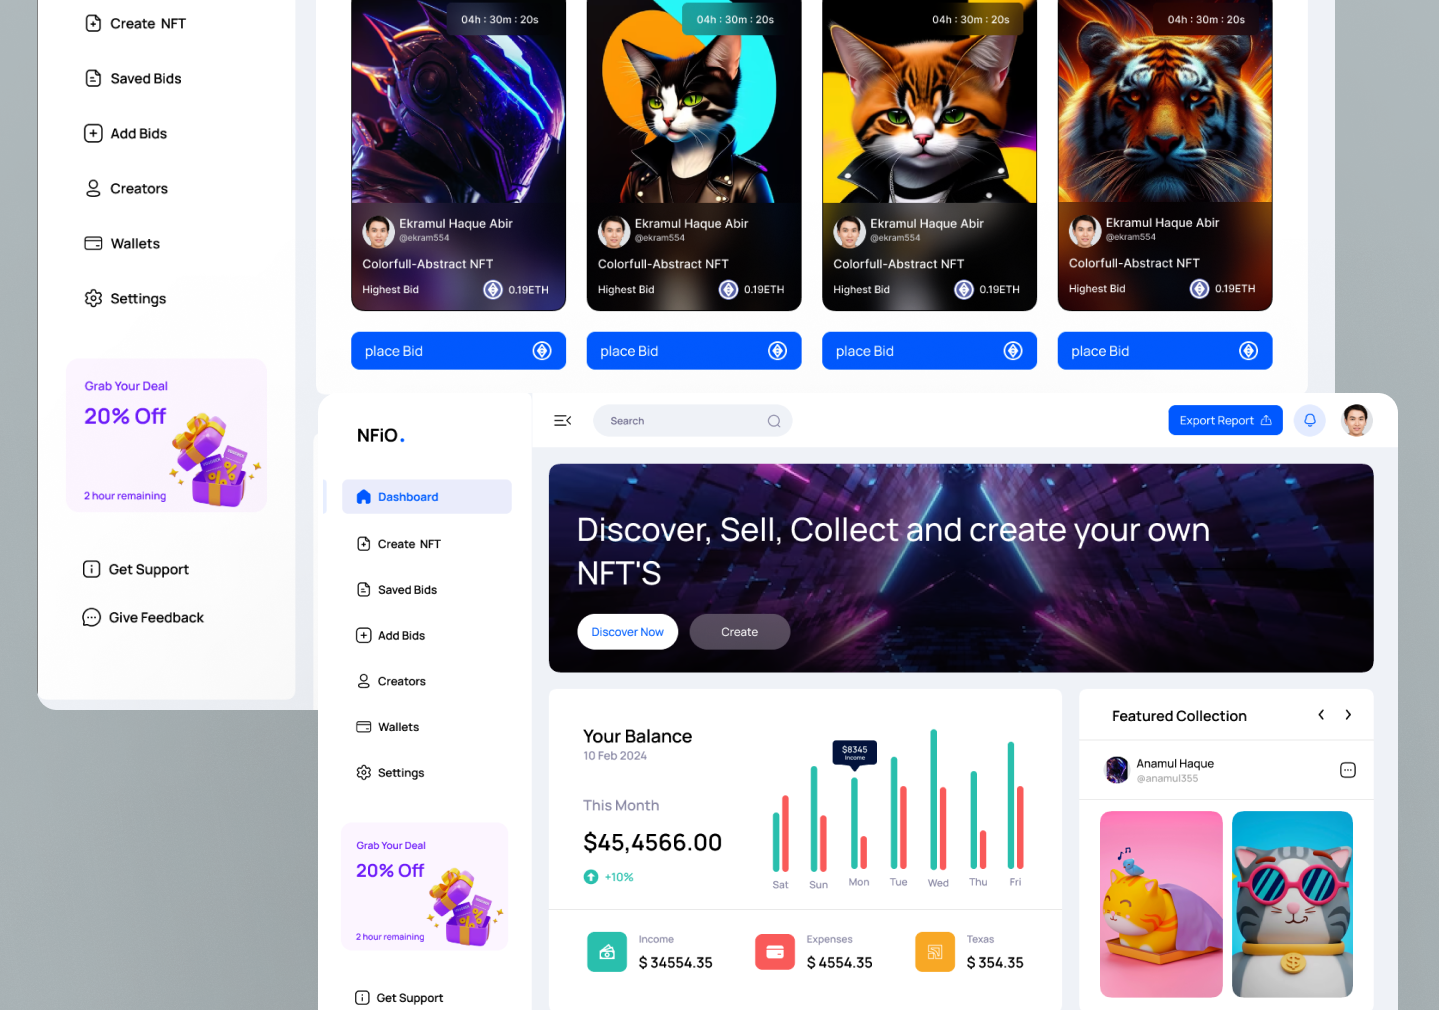 Create NFT
Saved Bids
Add Bids
Creators
Wallets
Settings
Grab Your Deal
20% Off
2 hour remaining
Get Support
Give Feedback
04h : 30m : 20s
Ekramul Haque Abir
@ekram554
Colorfull-Abstract NFT
Highest Bid
0.19ETH
place Bid
04h : 30m : 20s
Ekramul Haque Abir
@ekram554
Colorfull-Abstract NFT
Highest Bid
0.19ETH
place Bid
04h : 30m : 20s
Ekramul Haque Abir
@ekram554
Colorfull-Abstract NFT
Highest Bid
0.19ETH
place Bid
04h : 30m : 20s
Ekramul Haque Abir
@ekram554
Colorfull-Abstract NFT
Highest Bid
0.19ETH
place Bid
NFiO.
Dashboard
Create NFT
Saved Bids
Add Bids
Creators
Wallets
Settings
Grab Your Deal
20% Off
2 hour remaining
Get Support
Search
Export Report
Discover, Sell, Collect and create your own
NFT'S
Discover Now
Create
Your Balance
10 Feb 2024
This Month
$45,4566.00
+10%
$8345
Income
Sat
Sun
Mon
Tue
Wed
Thu
Fri
Income
$ 34554.35
Expenses
$ 4554.35
Texas
$ 354.35
Featured Collection
Anamul Haque
@anamul355